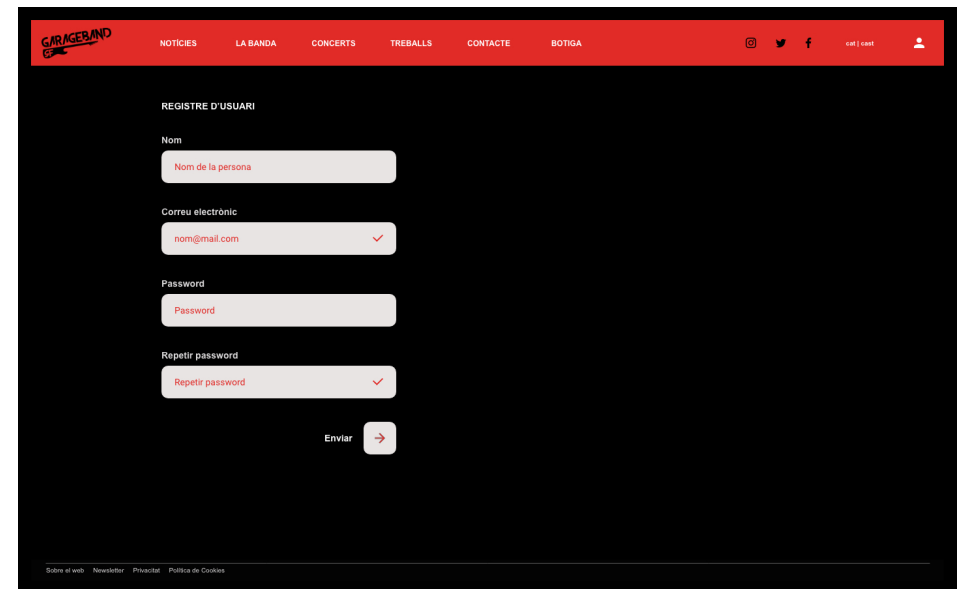 GARAGEBAND
NOTÍCIES LA BANDA CONCERTS TREBALLS CONTACTE BOTIGA cat | cast
REGISTRE D'USUARI
Nom
Nom de la persona
Correu electrònic
nom@mail.com
Password
Password
Repetir password
Repetir password
Enviar
Sobre el web Newsletter Privacitat Política de Cookies